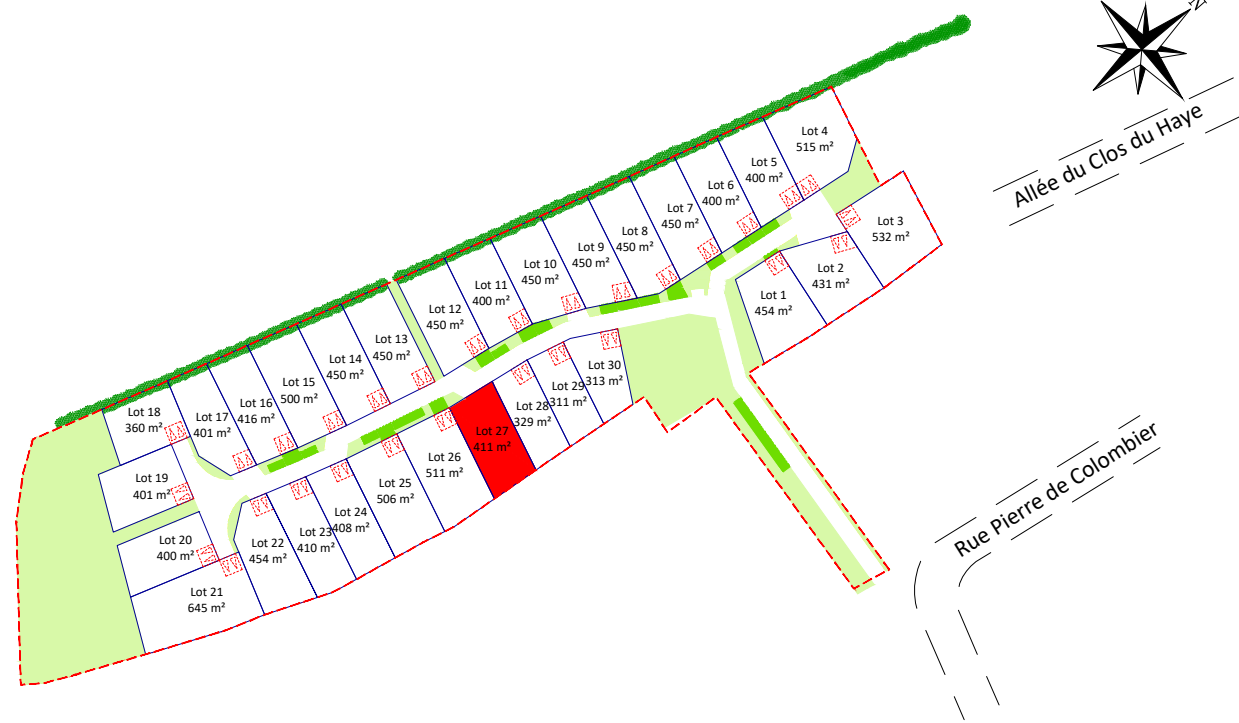 N
Allée du Clos du Haye
Lot 4
515 m²
Lot 5
400 m²
Lot 6
400 m²
Lot 7
450 m²
Lot 3
532 m²
Lot 8
450 m²
Lot 9
450 m²
Lot 10
450 m²
Lot 2
431 m²
Lot 11
400 m²
Lot 1
454 m²
Lot 12
450 m²
Lot 13
450 m²
Lot 14
450 m²
Lot 30
313 m²
Lot 15
500 m²
Lot 29
311 m²
Lot 16
416 m²
Lot 28
329 m²
Lot 18
360 m²
Lot 17
401 m²
Lot 27
411 m²
Lot 26
511 m²
Lot 19
401 m²
Lot 25
506 m²
Lot 24
408 m²
Lot 23
410 m²
Lot 20
400 m²
Lot 22
454 m²
Lot 21
645 m²
Rue Pierre de Colombier